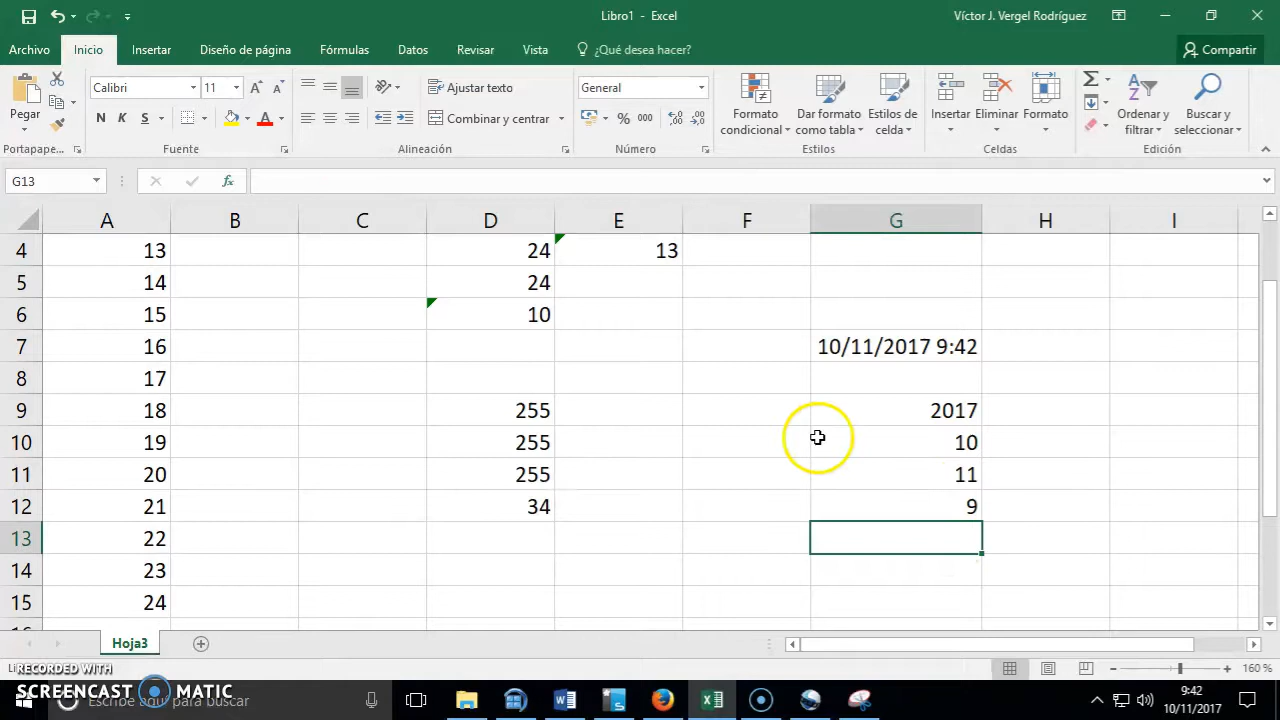 Libro1 - Excel
Víctor J. Vergel Rodríguez
Archivo Inicio Insertar Diseño de página Fórmulas Datos Revisar Vista ¿Qué desea hacer? Compartir
Pegar
Calibri 11
N K S
Ajustar texto
Combinar y centrar
General
% 000
Formato condicional
Dar formato como tabla
Estilos de celda
Insertar Eliminar Formato
Ordenar y filtrar
Buscar y seleccionar
Portapape... Fuente Alineación Número Estilos Celdas Edición
G13 fx
A B C D E F G H I
4 13 24 13
5 14 24
6 15 10
7 16 10/11/2017 9:42
8 17
9 18 255 2017
10 19 255 10
11 20 255 11
12 21 34 9
13 22
14 23
15 24
Hoja3
160 %
RECORDED WITH
SCREENCAST MATIC
Escribe aquí para buscar
9:42
10/11/2017